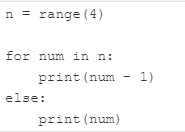 n = range(4)

for num in n:
    print(num - 1)
else:
    print(num)